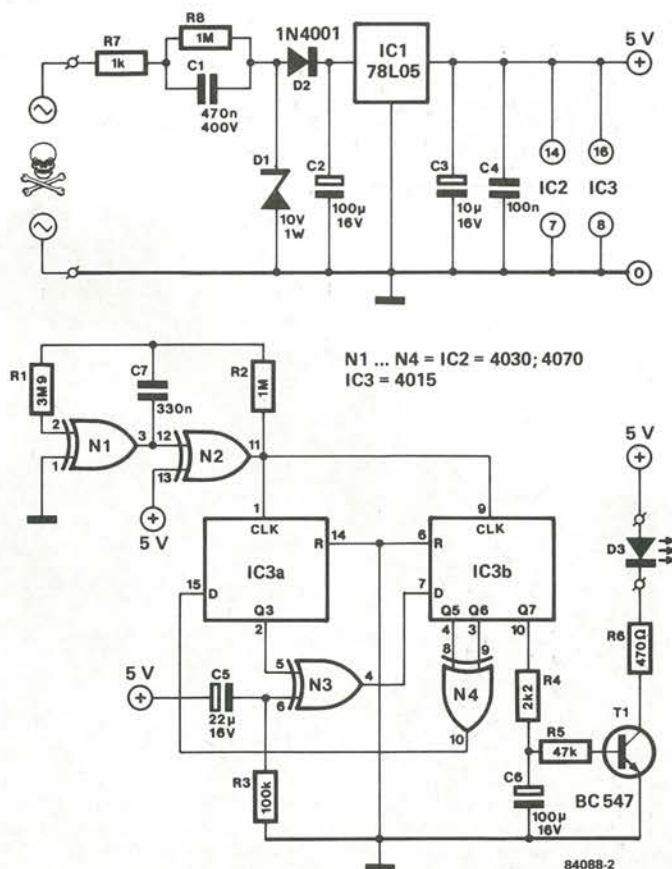 R7
1k
R8
1M
C1
470n
400V
1N4001
D2
IC1
78L05
5 V
+
D1
10V
1W
C2
100µ
16V
C3
10µ
16V
C4
100n
14
IC2
7
16
IC3
8
0
N1 ... N4 = IC2 = 4030; 4070
IC3 = 4015
R1
3M9
C7
330n
R2
1M
2
1
N1
3
12
13
N2
11
5 V
+
1
CLK
15
D
IC3a
R
14
Q3
2
9
CLK
6
R
IC3b
7
D
Q5
Q6
Q7
4
3
10
8
9
N4
10
5 V
+
C5
22µ
16V
5
6
N3
4
R3
100k
R4
2k2
R5
47k
C6
100µ
16V
5 V
+
D3
R6
470Ω
T1
BC547
84088-2